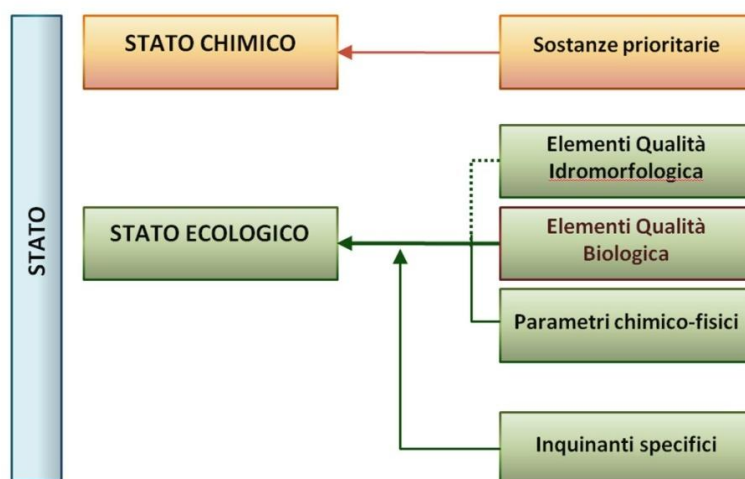 STATO
STATO CHIMICO
Sostanze prioritarie
STATO ECOLOGICO
Elementi Qualità
Idromorfologica
Elementi Qualità
Biologica
Parametri chimico-fisici
Inquinanti specifici